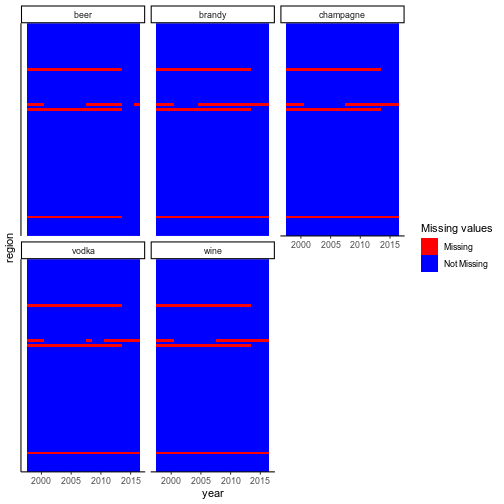 beer brandy champagne
region
2000 2005 2010 2015
Missing values
Missing
Not Missing
vodka wine
2000 2005 2010 2015 2000 2005 2010 2015
year